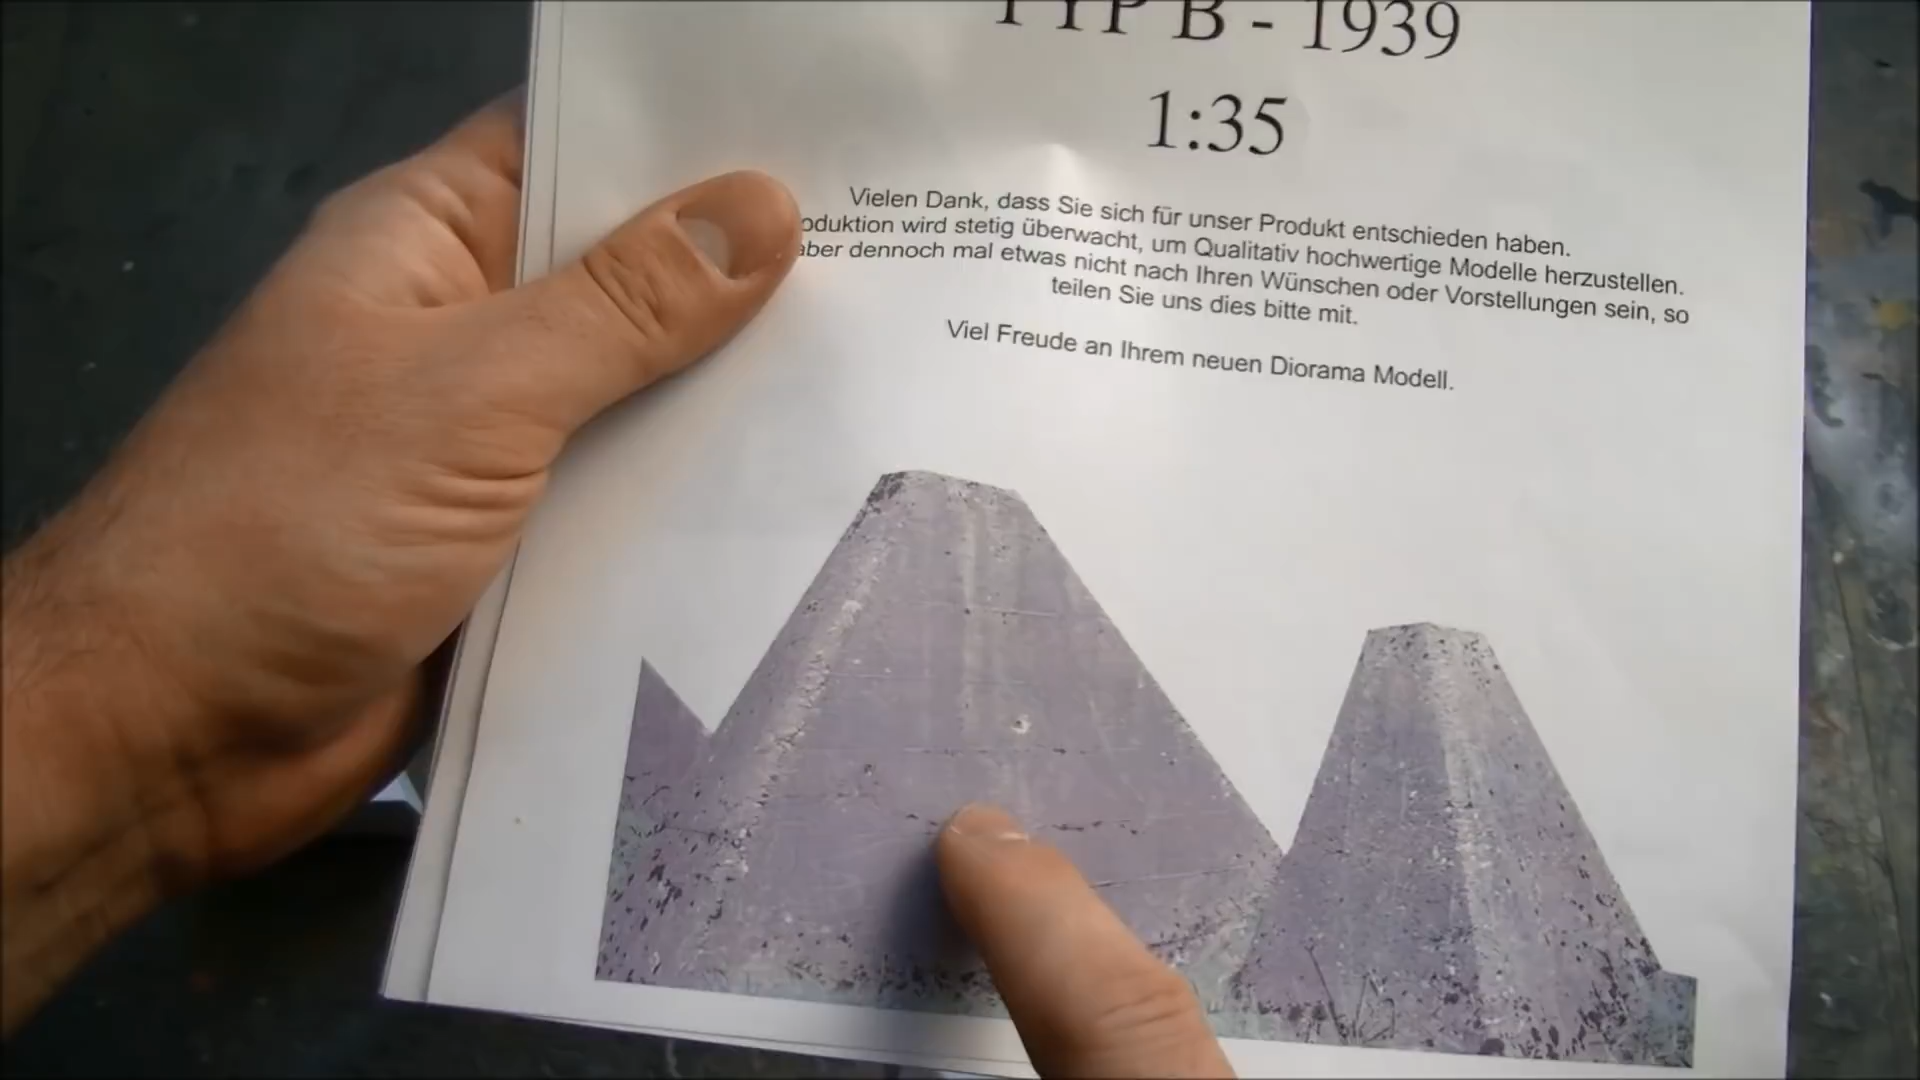 TYP B - 1939
1:35
Vielen Dank, dass Sie sich für unser Produkt entschieden haben.
wird stetig überwacht, um Qualitativ hochwertige Modelle herzustellen.
aber dennoch mal etwas nicht nach Ihren Wünschen oder Vorstellungen sein, so
teilen Sie uns dies bitte mit.
Viel Freude an Ihrem neuen Diorama Modell.